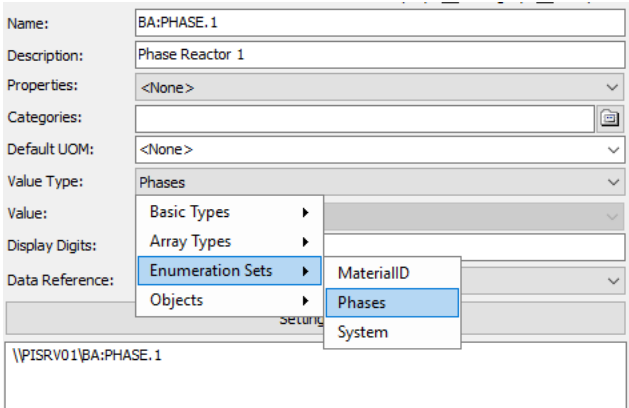 Name: BA:PHASE.1
Description: Phase Reactor 1
Properties: <None>
Categories:
Default UOM: <None>
Value Type: Phases
Value: Basic Types
Display Digits: Array Types
Enumeration Sets MaterialID
Data Reference:
Objects Phases
System
\\PISRV01\BA:PHASE.1